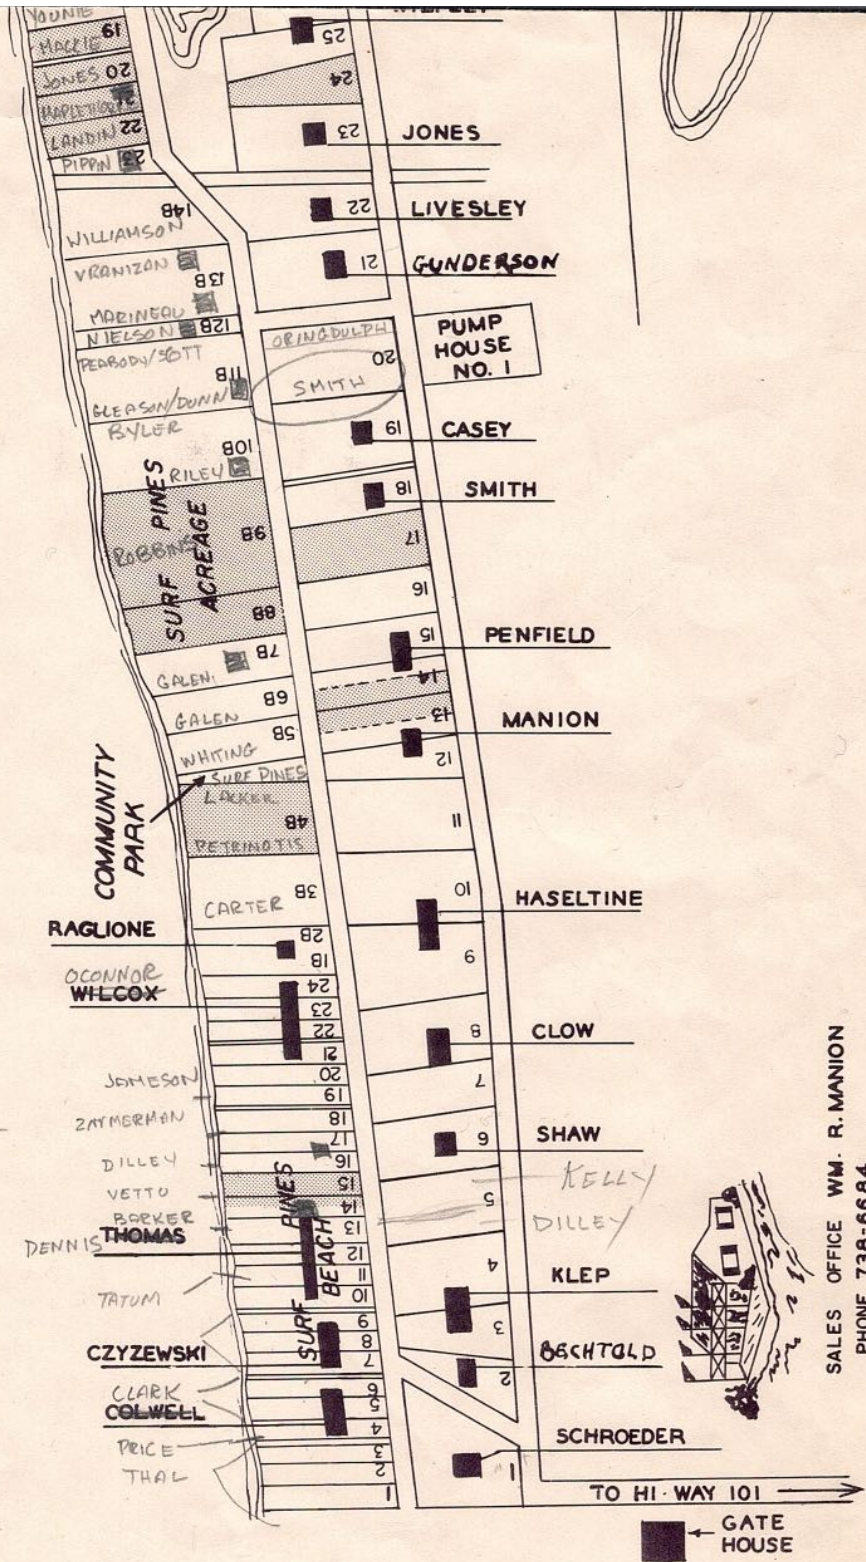 YOUNIE
19
MACKIE
JONES 20
21
LANDIN 22
PIPPIN 23
14B
WILLIAMSON
VRANIZAN
13B
MARINEAU
NIELSON 12B
PEABODY/SCOTT
11B
GLEASON/DUNN
BYLER
10B
RILEY
SURF PINES
ACREAGE
9B
ROBBINS
8B
7B
GALEN
6B
GALEN
5B
WHITING
SURF PINES
COMMUNITY
PARK
LACKER
4B
PETRINOTIS
3B
CARTER
RAGLIONE
2B
1B
OCONNOR
WILCOX
24
23
22
21
20
JAMESON
19
18
ZAYMERMAN
17
16
DILLEY
15
VETTO
14
BARKER
13
DENNIS
THOMAS
12
11
10
TATUM
SURF PINES
BEACH
9
8
7
CZYZEWSKI
6
CLARK
5
COLWELL
4
PRICE
3
THAL
2
1
25
24
23
JONES
22
LIVESLEY
21
GUNDERSON
ORINGDULPH
20
SMITH
PUMP
HOUSE
NO. 1
19
CASEY
18
SMITH
17
16
15
PENFIELD
14
13
MANION
12
11
10
HASELTINE
9
8
CLOW
7
6
SHAW
KELLY
5
DILLEY
4
KLEP
3
BECHTOLD
2
SCHROEDER
1
TO HI-WAY 101
GATE
HOUSE
SALES OFFICE WM. R. MANION
PHONE 738-6684